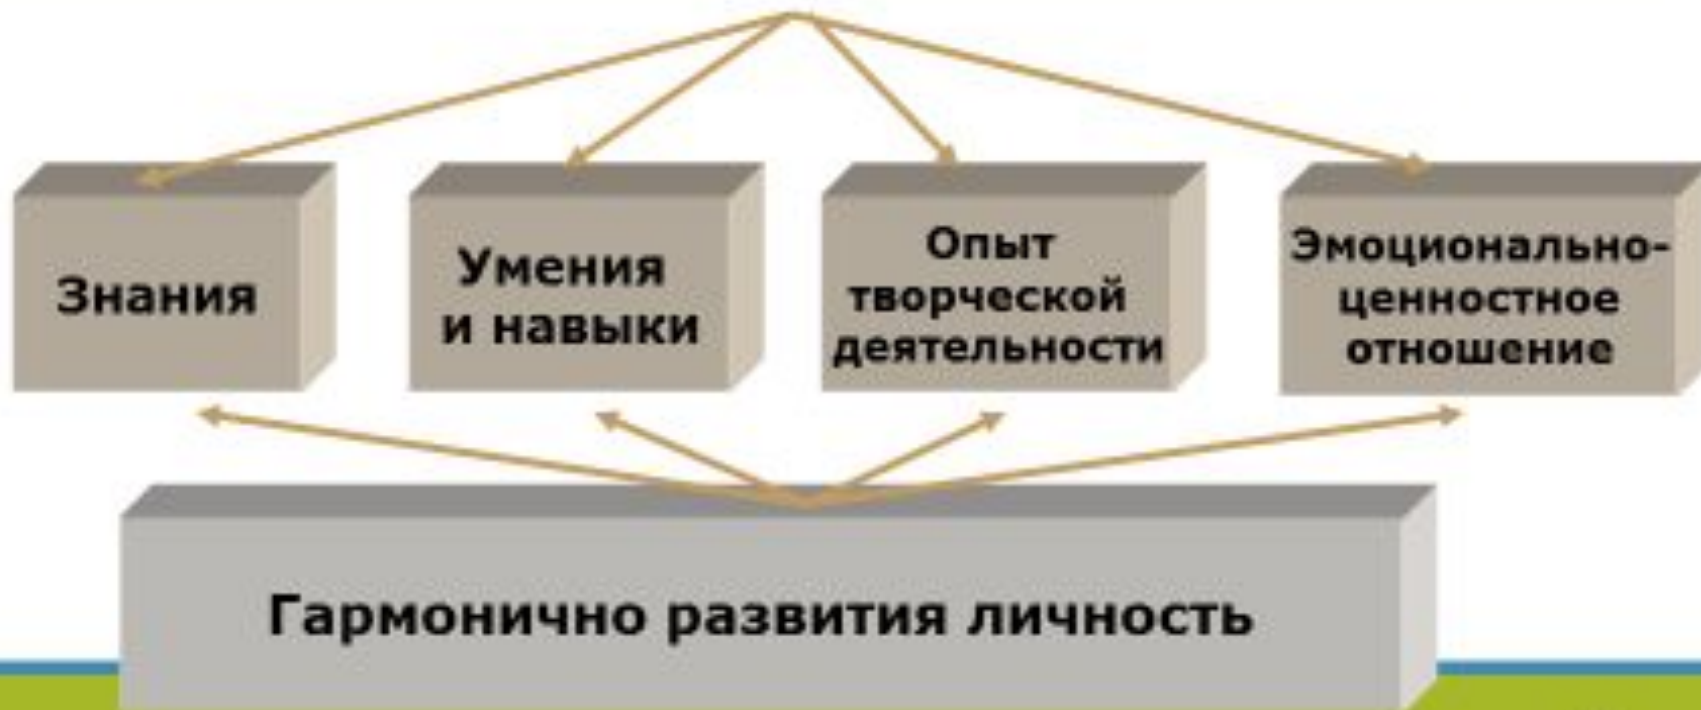 Знания
Умения
и навыки
Опыт
творческой
деятельности
Эмоционально-
ценностное
отношение
Гармонично развития личность